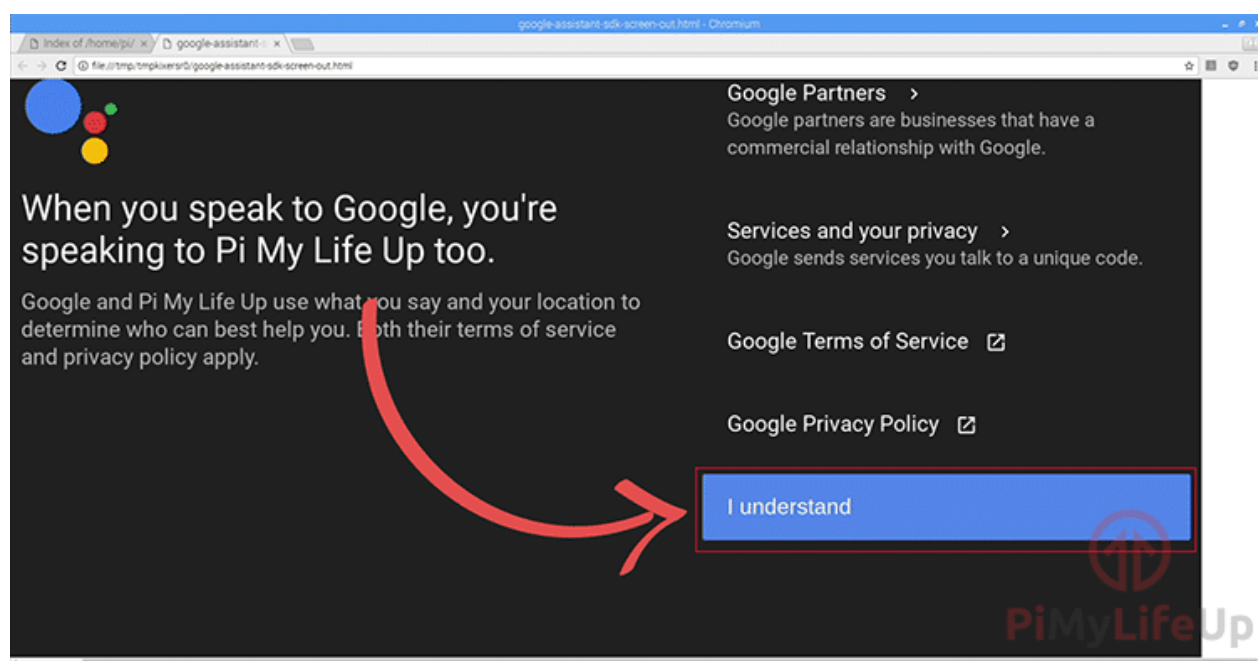 google-assistant-sdk-screen-out.html - Chromium
Index of /home/pi/
google-assistant-s
file:///tmp/tmpkixersr0/google-assistant-sdk-screen-out.html
When you speak to Google, you're
speaking to Pi My Life Up too.
Google and Pi My Life Up use what you say and your location to
determine who can best help you. Both their terms of service
and privacy policy apply.
Google Partners
Google partners are businesses that have a
commercial relationship with Google.
Services and your privacy
Google sends services you talk to a unique code.
Google Terms of Service
Google Privacy Policy
I understand
PiMyLifeUp